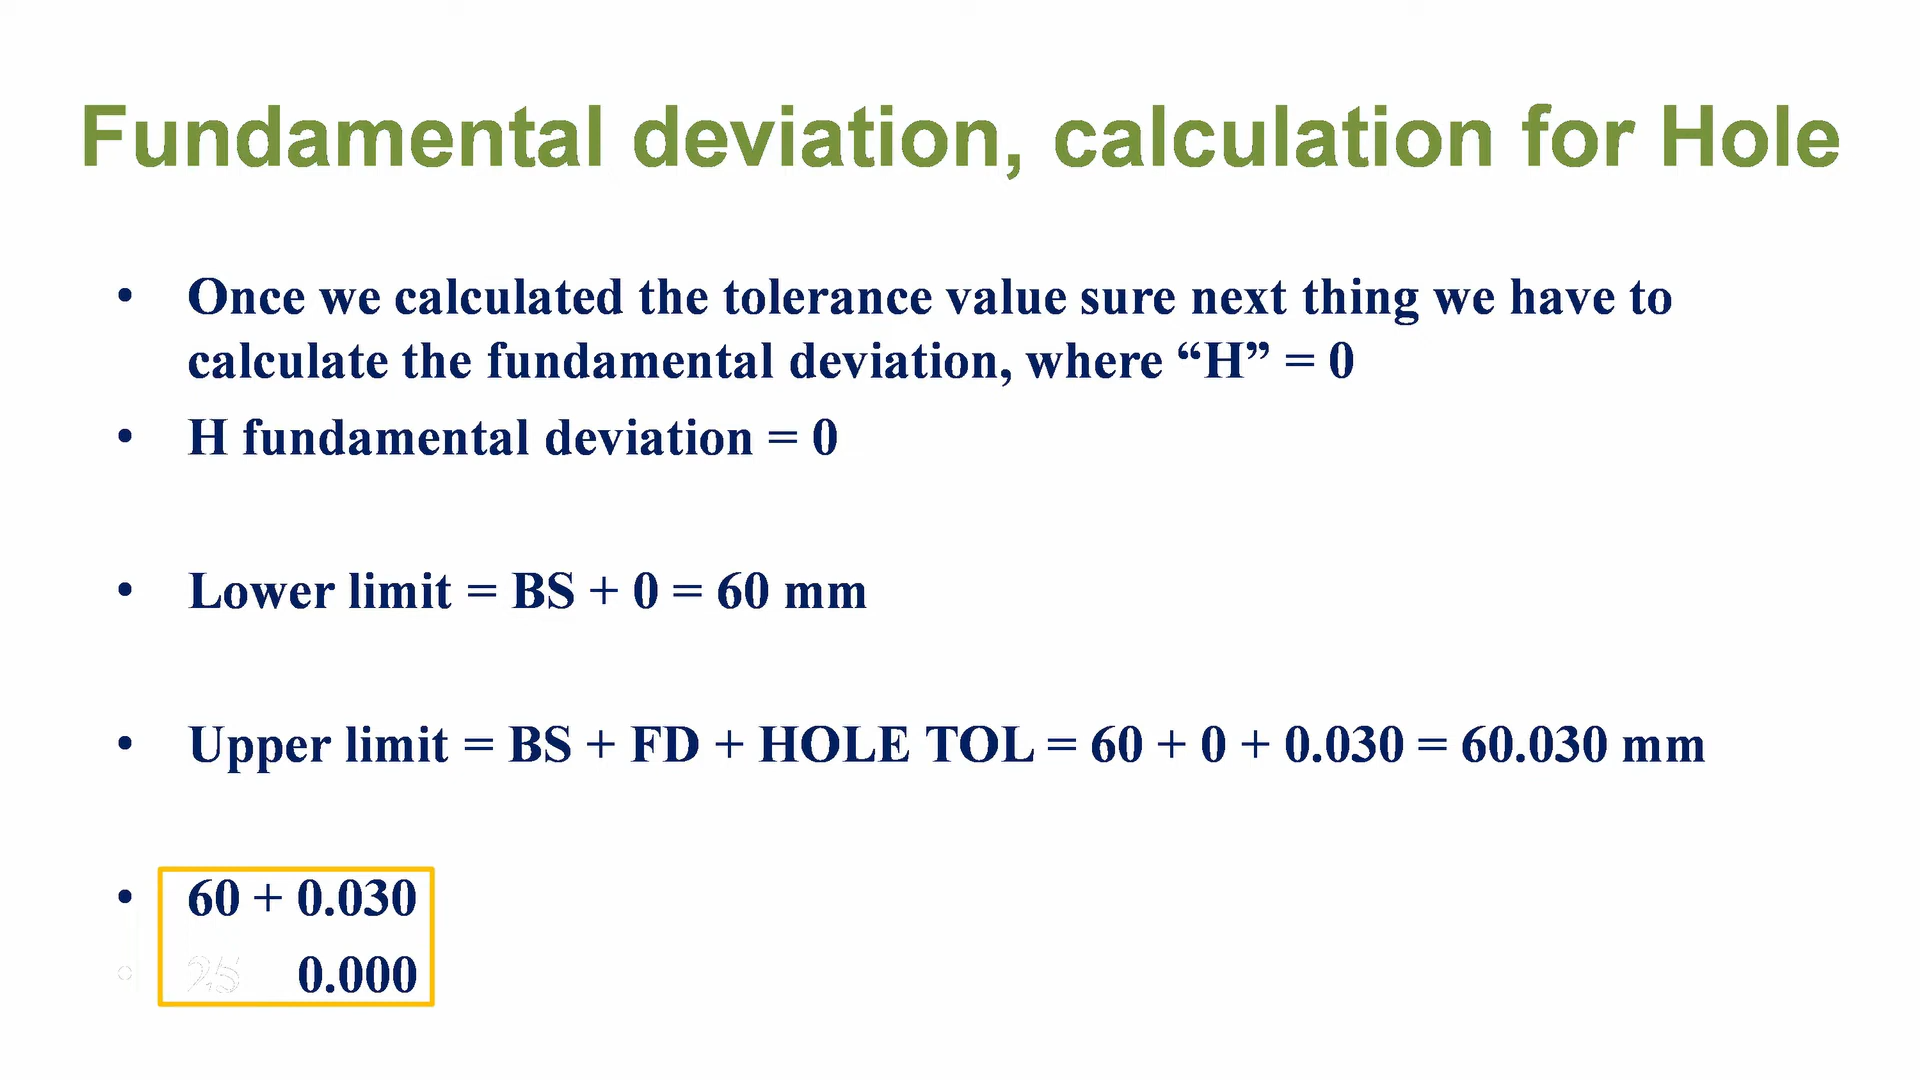 Fundamental deviation, calculation for Hole
• Once we calculated the tolerance value sure next thing we have to
calculate the fundamental deviation, where “H” = 0
• H fundamental deviation = 0
• Lower limit = BS + 0 = 60 mm
• Upper limit = BS + FD + HOLE TOL = 60 + 0 + 0.030 = 60.030 mm
• 60 + 0.030
0.000